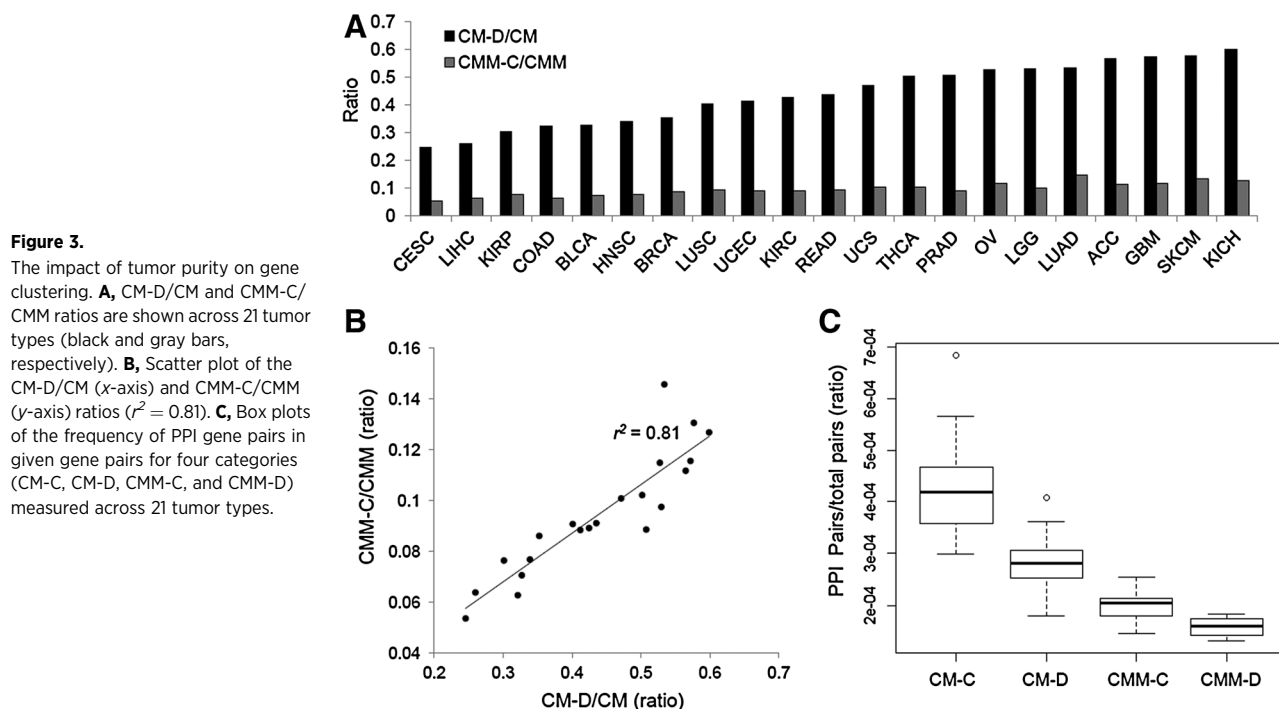 Figure 3.
The impact of tumor purity on gene
clustering. A, CM-D/CM and CMM-C/
CMM ratios are shown across 21 tumor
types (black and gray bars,
respectively). B, Scatter plot of the
CM-D/CM (x-axis) and CMM-C/CMM
(y-axis) ratios (r² = 0.81). C, Box plots
of the frequency of PPI gene pairs in
given gene pairs for four categories
(CM-C, CM-D, CMM-C, and CMM-D)
measured across 21 tumor types.
A
CM-D/CM
CMM-C/CMM
Ratio
0.7
0.6
0.5
0.4
0.3
0.2
0.1
0
CESC
LIHC
KIRP
COAD
BLCA
HNSC
BRCA
LUSC
UCEC
KIRC
READ
UCS
THCA
PRAD
OV
LGG
LUAD
ACC
GBM
SKCM
KICH
B
CMM-C/CMM (ratio)
0.16
0.14
0.12
0.1
0.08
0.06
0.04
r² = 0.81
0.2
0.3
0.4
0.5
0.6
0.7
CM-D/CM (ratio)
C
PPI Pairs/total pairs (ratio)
7e-04
6e-04
5e-04
4e-04
3e-04
2e-04
CM-C
CM-D
CMM-C
CMM-D